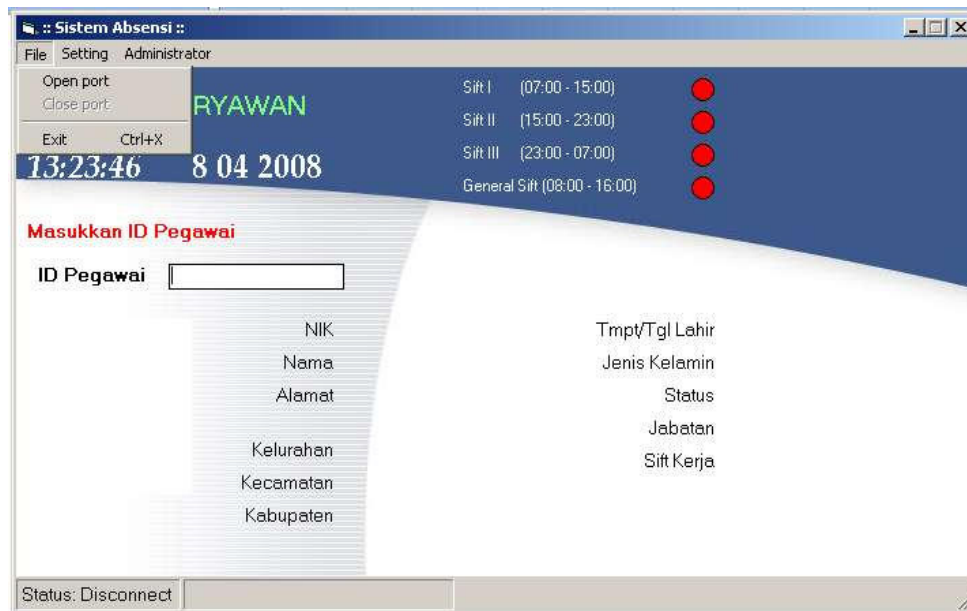 :: Sistem Absensi ::
File Setting Administrator
Open port
Close port
Exit Ctrl+X
RYAWAN
13:23:46 8 04 2008
Sift I (07:00 - 15:00)
Sift II (15:00 - 23:00)
Sift III (23:00 - 07:00)
General Sift (08:00 - 16:00)
Masukkan ID Pegawai
ID Pegawai
NIK
Nama
Alamat
Kelurahan
Kecamatan
Kabupaten
Tmpt/Tgl Lahir
Jenis Kelamin
Status
Jabatan
Sift Kerja
Status: Disconnect